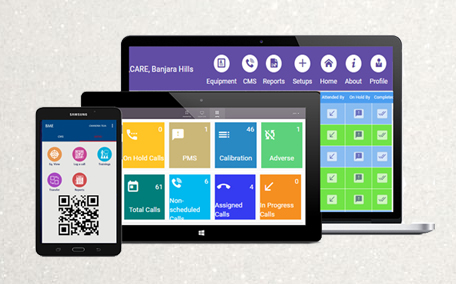 .CARE, Banjara Hills
Equipment CMS Reports Setups Home About Profile
Attended By On Hold By Complete
0
On Hold Calls
1
PMS
46
Calibration
1
Adverse
61
Total Calls
6
Non-scheduled
Calls
4
Assigned
Calls
0
In Progress
Calls
SAMSUNG